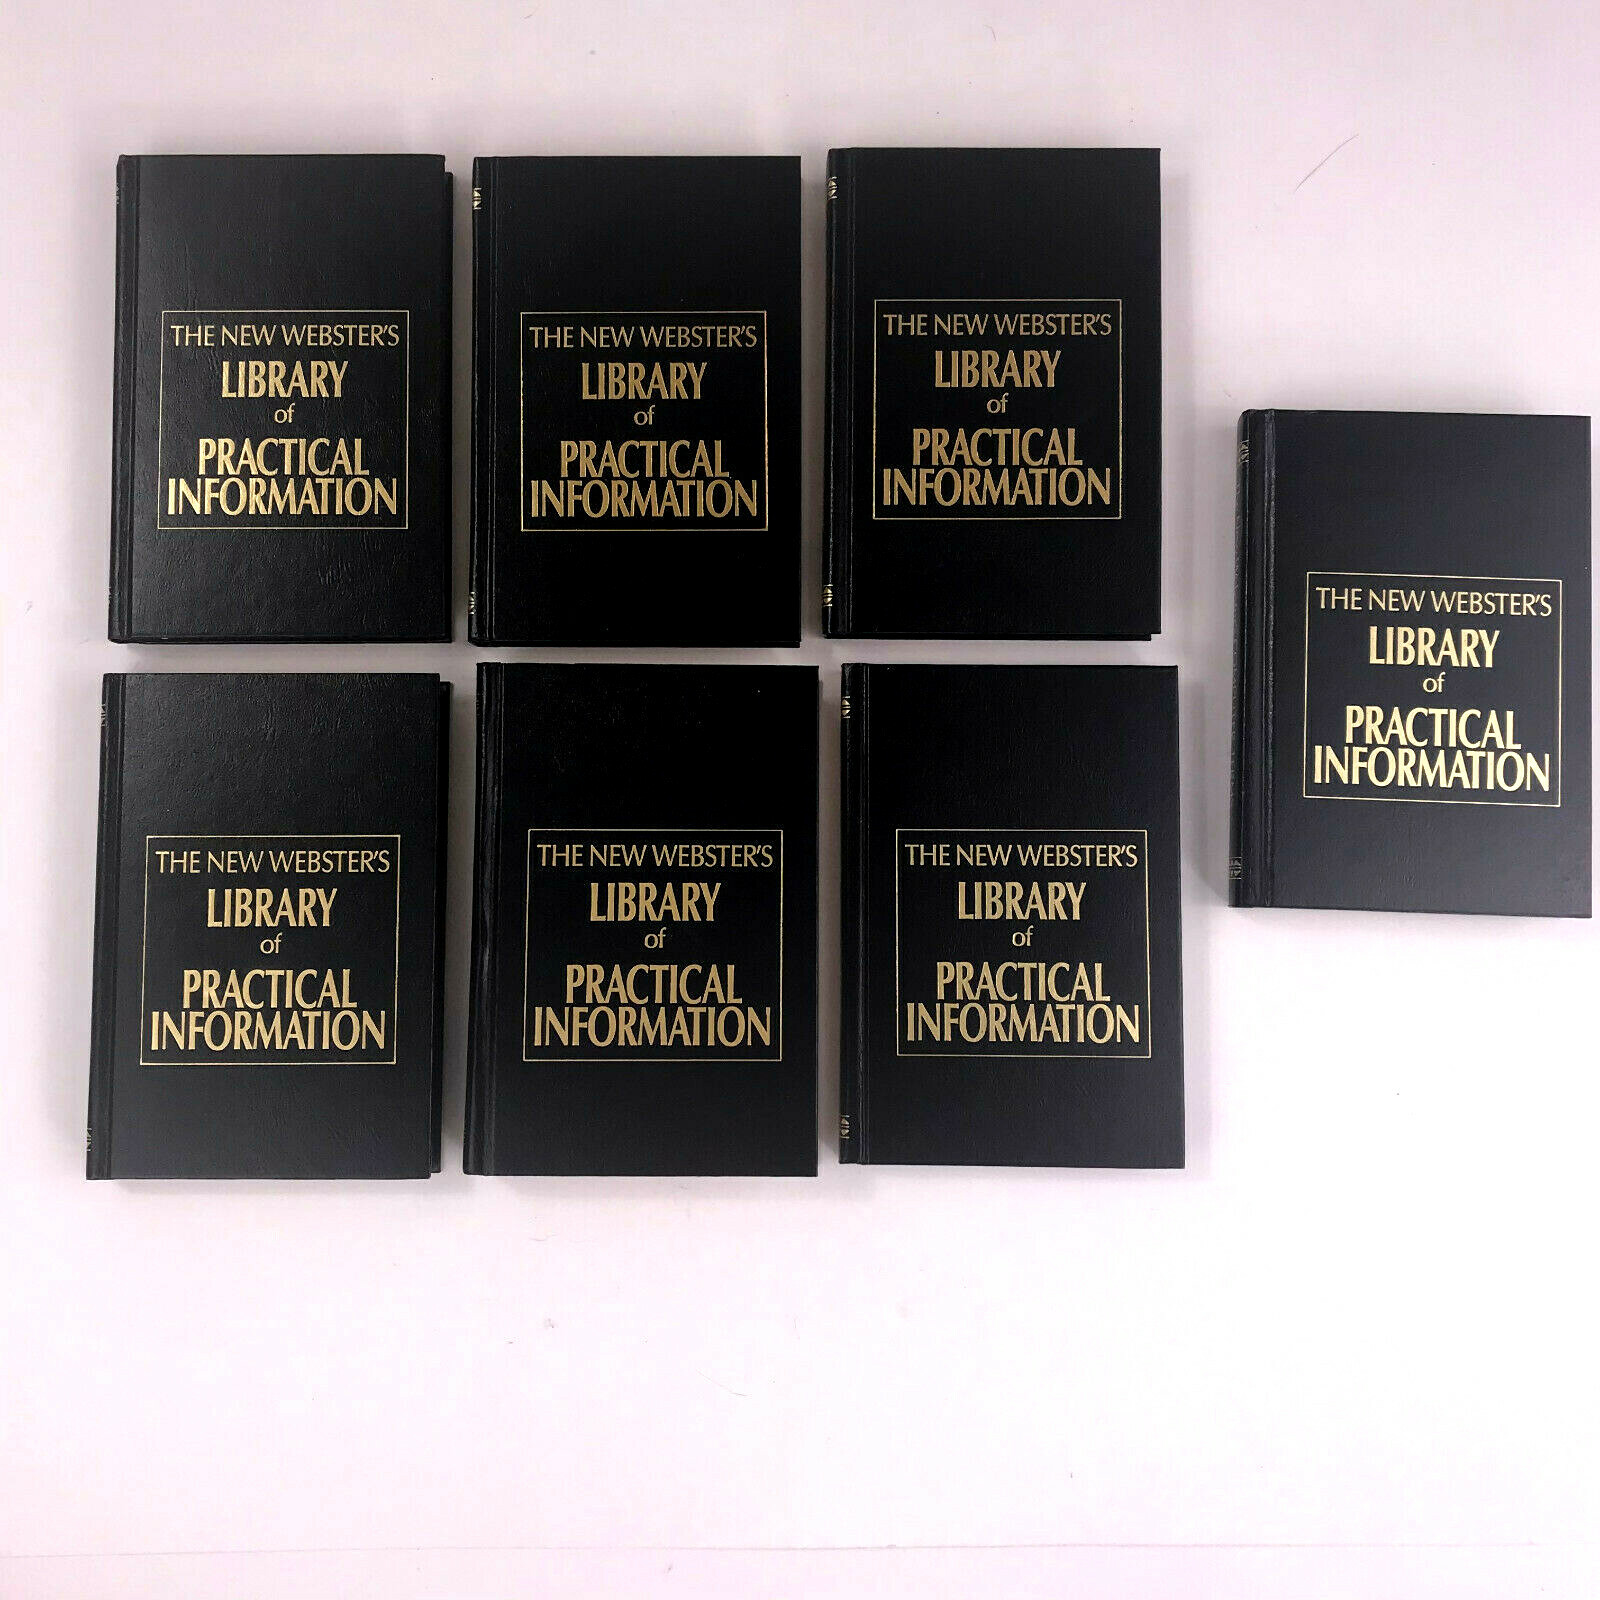 THE NEW WEBSTER'S
LIBRARY
of
PRACTICAL
INFORMATION
THE NEW WEBSTER'S
LIBRARY
of
PRACTICAL
INFORMATION
THE NEW WEBSTER'S
LIBRARY
of
PRACTICAL
INFORMATION
THE NEW WEBSTER'S
LIBRARY
of
PRACTICAL
INFORMATION
THE NEW WEBSTER'S
LIBRARY
of
PRACTICAL
INFORMATION
THE NEW WEBSTER'S
LIBRARY
of
PRACTICAL
INFORMATION
THE NEW WEBSTER'S
LIBRARY
of
PRACTICAL
INFORMATION